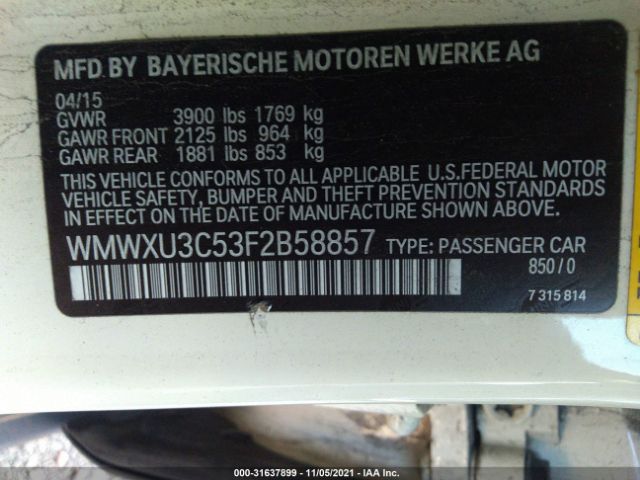 MFD BY BAYERISCHE MOTOREN WERKE AG
04/15
GVWR 3900 lbs 1769 kg
GAWR FRONT 2125 lbs 964 kg
GAWR REAR 1881 lbs 853 kg
THIS VEHICLE CONFORMS TO ALL APPLICABLE U.S.FEDERAL MOTOR
VEHICLE SAFETY, BUMPER AND THEFT PREVENTION STANDARDS
IN EFFECT ON THE DATE OF MANUFACTURE SHOWN ABOVE.
WMWXU3C53F2B58857 TYPE: PASSENGER CAR
850/0
7 315 814
000-31637899 - 11/05/2021 - IAA Inc.